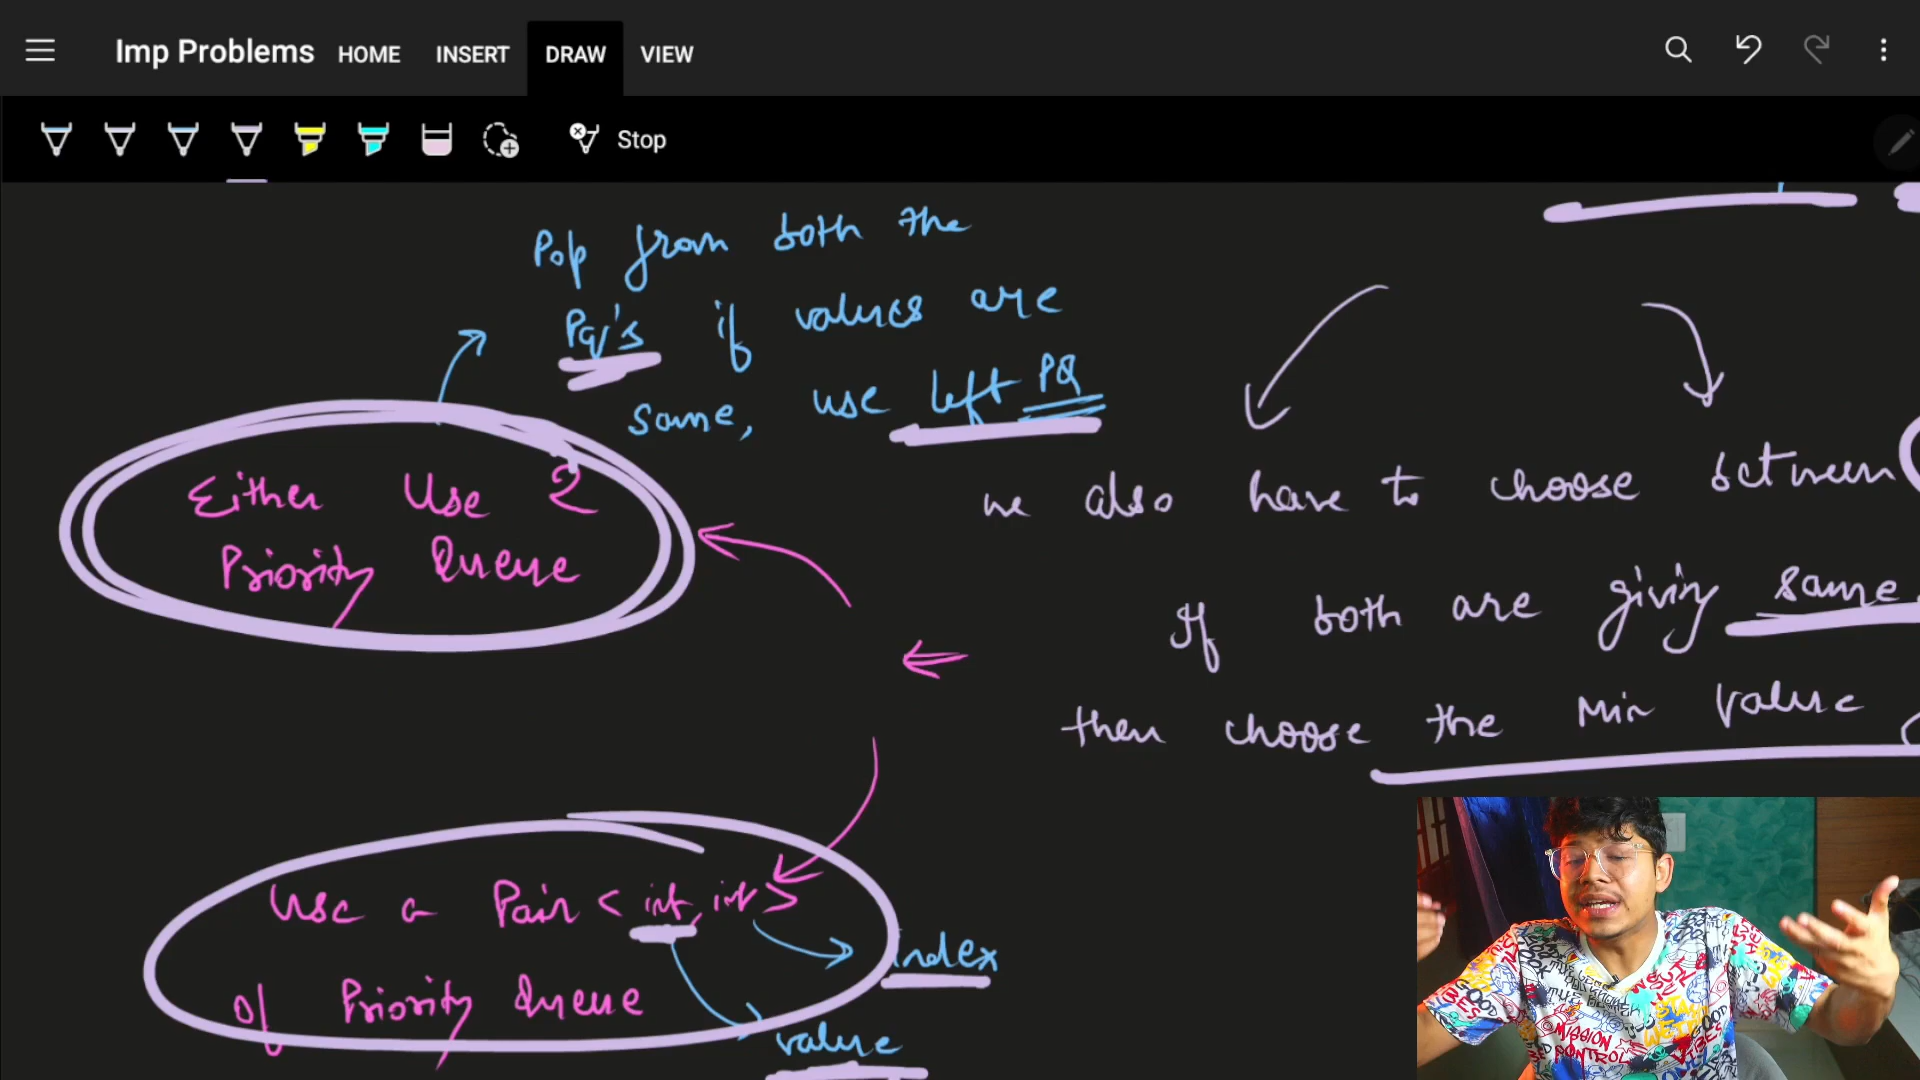 Imp Problems HOME INSERT DRAW VIEW
Stop
Pop from both the
PQ's if values are
same, use left PQ
Either Use 2
Priority Queue
we also have to choose between
If both are giving same
then choose the Min value
Use a Pair < int, int >
of Priority Queue
index
value
MISSION
CONTROL